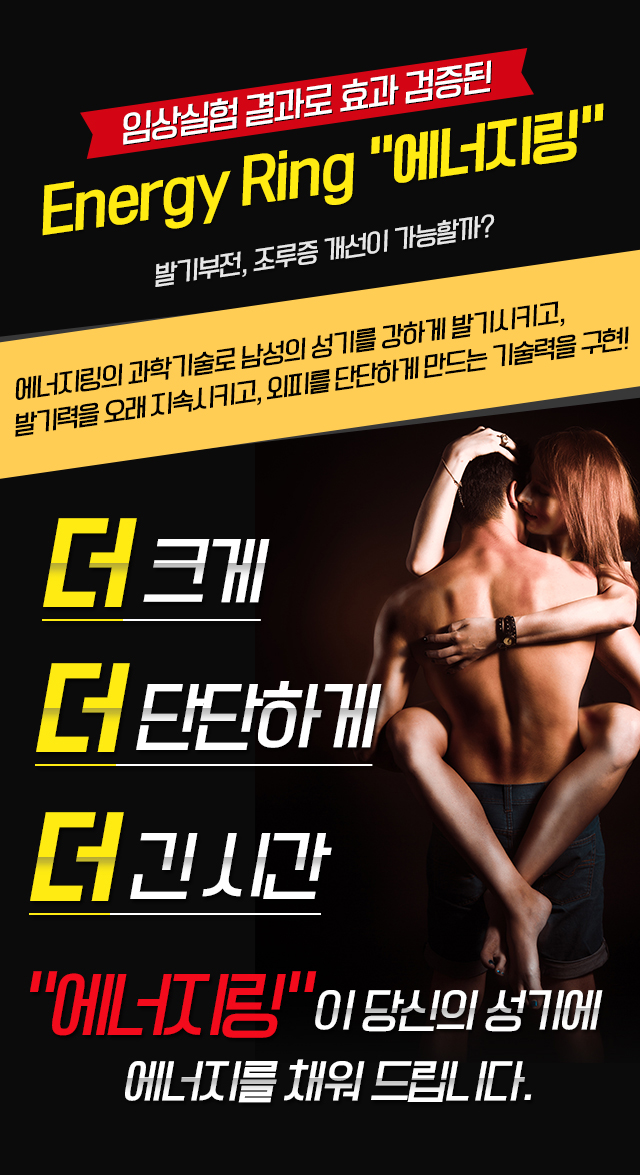 임상실험 결과로 효과 검증된
Energy Ring "에너지링"
발기부전, 조루증 개선이 가능할까?
에너지링의 과학기술로 남성의 성기를 강하게 발기시키고,
발기력을 오래 지속시키고, 외피를 단단하게 만드는 기술력을 구현!
더 크게
더 단단하게
더 긴 시간
"에너지링"이 당신의 성기에
에너지를 채워 드립니다.